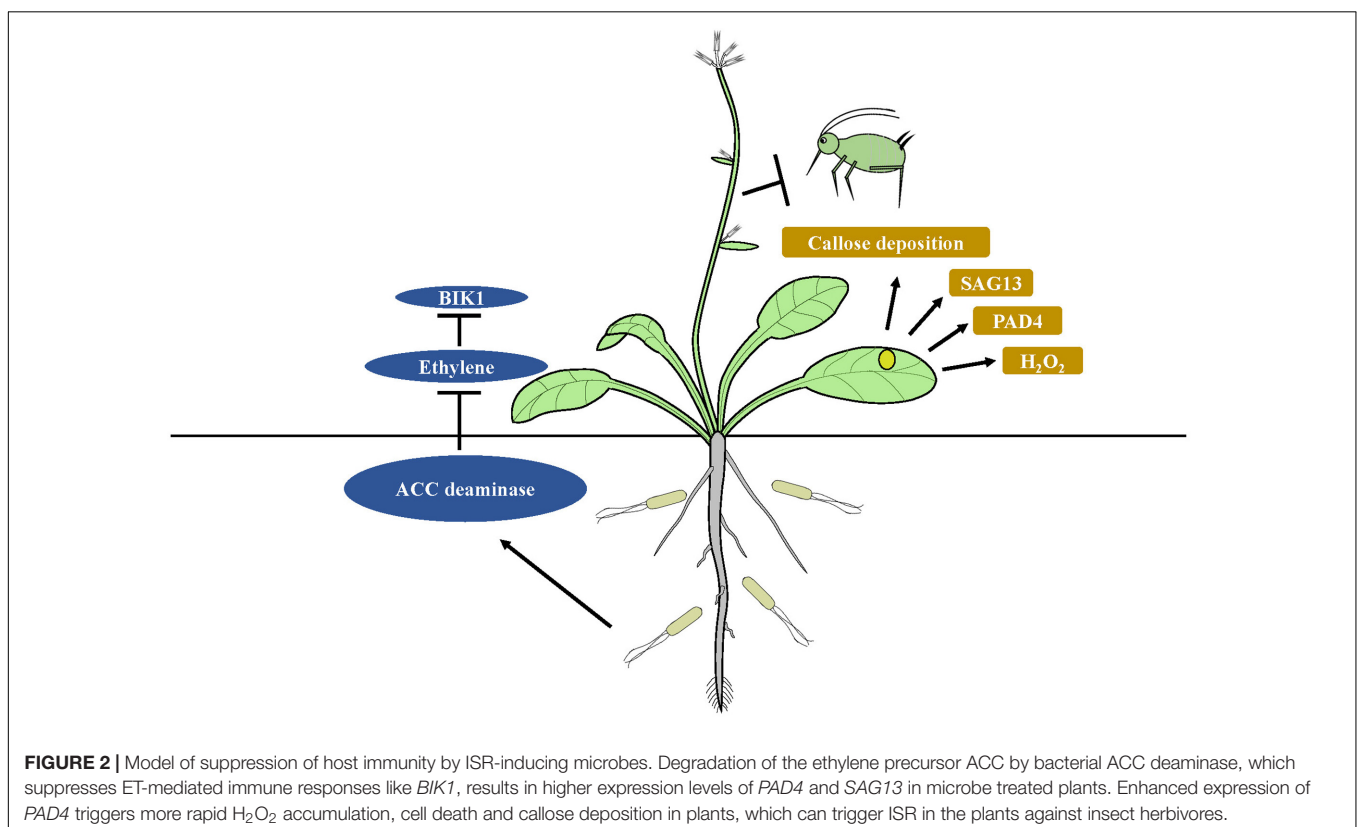 Callose deposition
SAG13
BIK1
PAD4
H₂O₂
Ethylene
ACC deaminase
FIGURE 2 | Model of suppression of host immunity by ISR-inducing microbes. Degradation of the ethylene precursor ACC by bacterial ACC deaminase, which
suppresses ET-mediated immune responses like BIK1, results in higher expression levels of PAD4 and SAG13 in microbe treated plants. Enhanced expression of
PAD4 triggers more rapid H₂O₂ accumulation, cell death and callose deposition in plants, which can trigger ISR in the plants against insect herbivores.